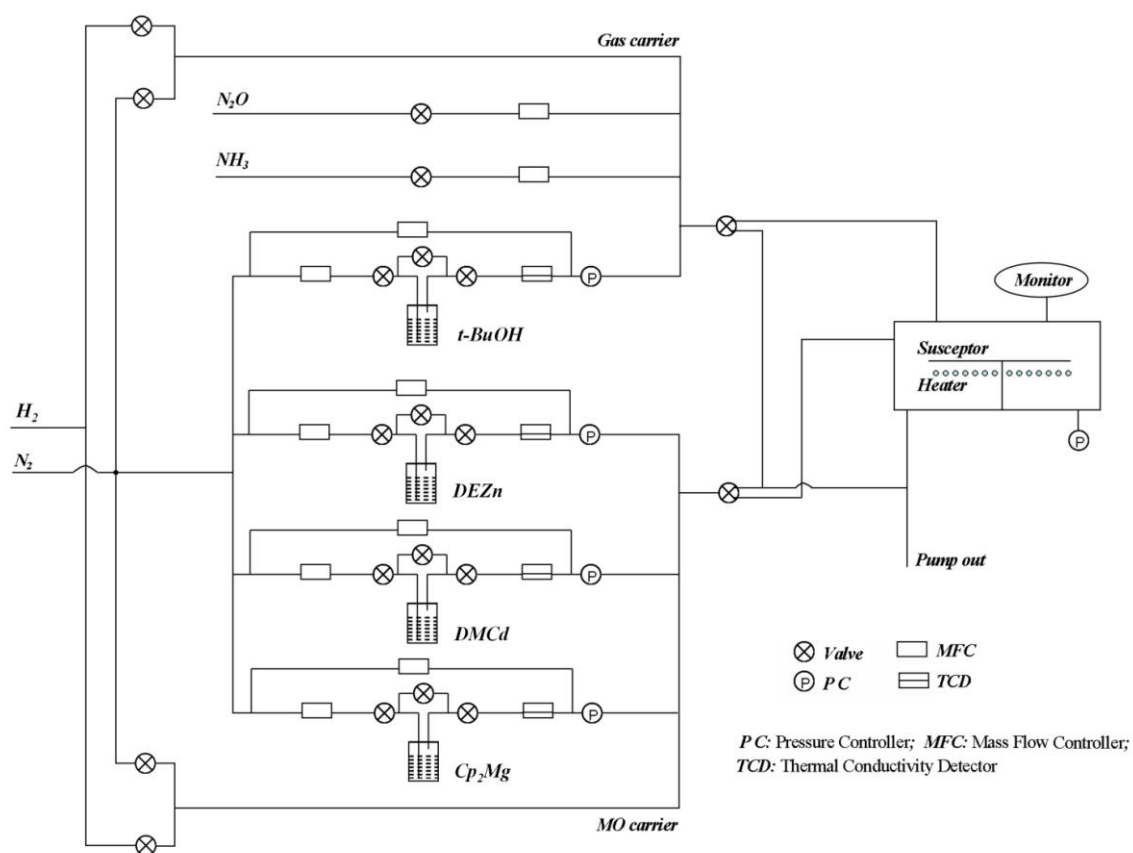 Gas carrier
N₂O
NH₃
P
t-BuOH
Monitor
Susceptor
Heater
P
H₂
P
N₂
DEZn
P
DMCd
Pump out
Valve
MFC
P
P C
TCD
P
Cp₂Mg
P C: Pressure Controller; MFC: Mass Flow Controller;
TCD: Thermal Conductivity Detector
MO carrier